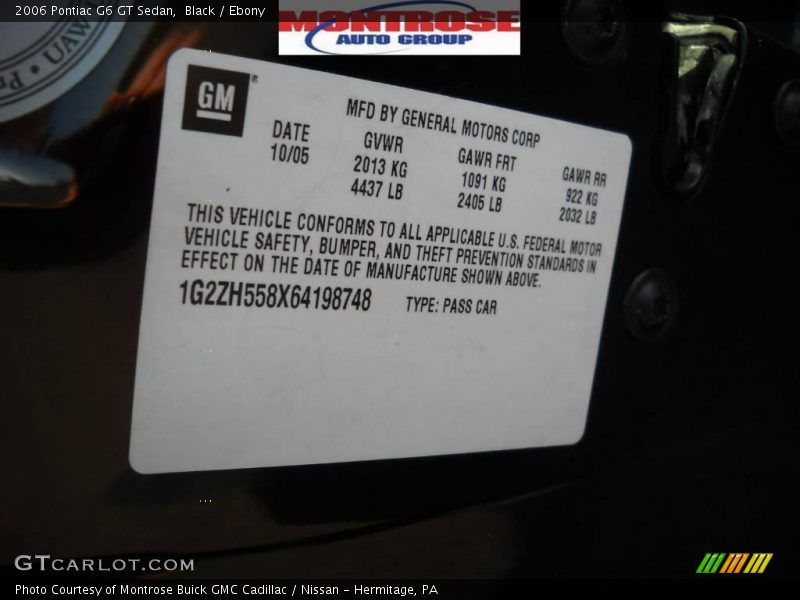 2006 Pontiac G6 GT Sedan, Black / Ebony
MONTROSE
AUTO GROUP
UAW
GM
MFD BY GENERAL MOTORS CORP
DATE GVWR GAWR FRT GAWR RR
10/05 2013 KG 1091 KG 922 KG
4437 LB 2405 LB 2032 LB
THIS VEHICLE CONFORMS TO ALL APPLICABLE U.S. FEDERAL MOTOR
VEHICLE SAFETY, BUMPER, AND THEFT PREVENTION STANDARDS IN
EFFECT ON THE DATE OF MANUFACTURE SHOWN ABOVE.
1G2ZH558X64198748 TYPE: PASS CAR
GTCARLOT.COM
Photo Courtesy of Montrose Buick GMC Cadillac / Nissan - Hermitage, PA